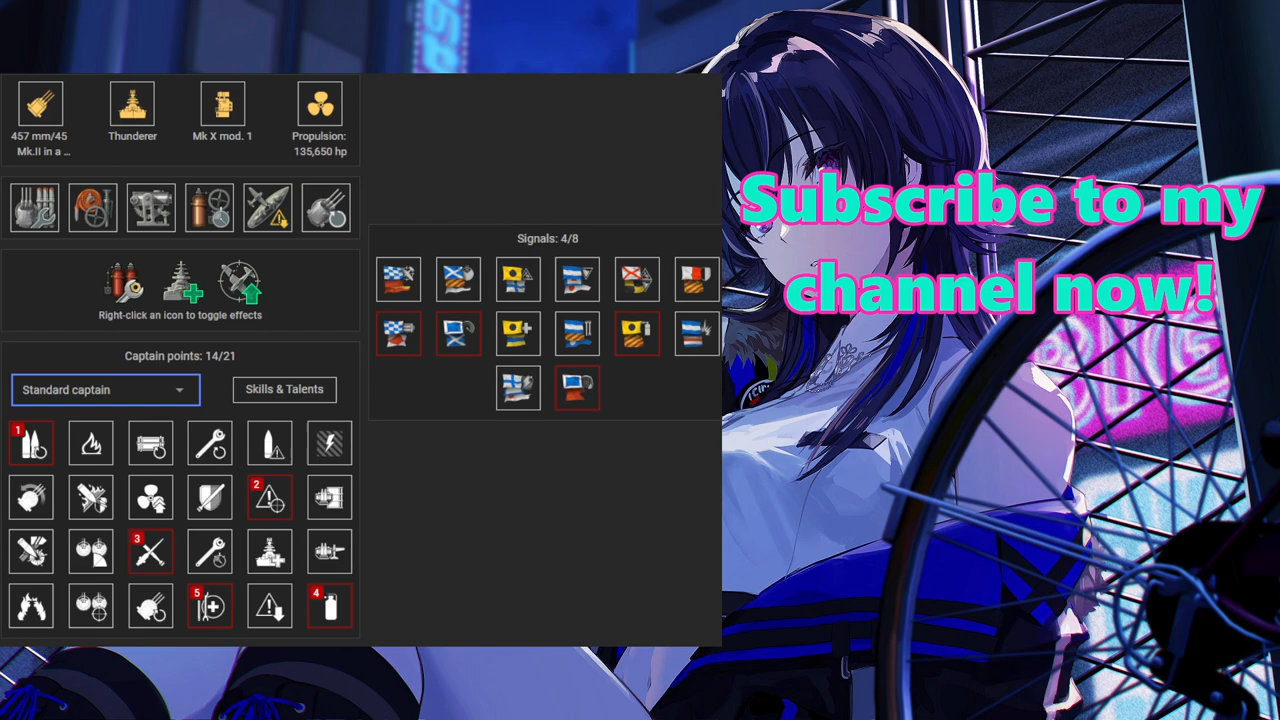 457 mm/45
Mk.II in a ...
Thunderer
Mk X mod. 1
Propulsion:
135,650 hp
Right-click an icon to toggle effects
Captain points: 14/21
Standard captain
Skills & Talents
1
2
3
5
4
Signals: 4/8
Subscribe to my
channel now!